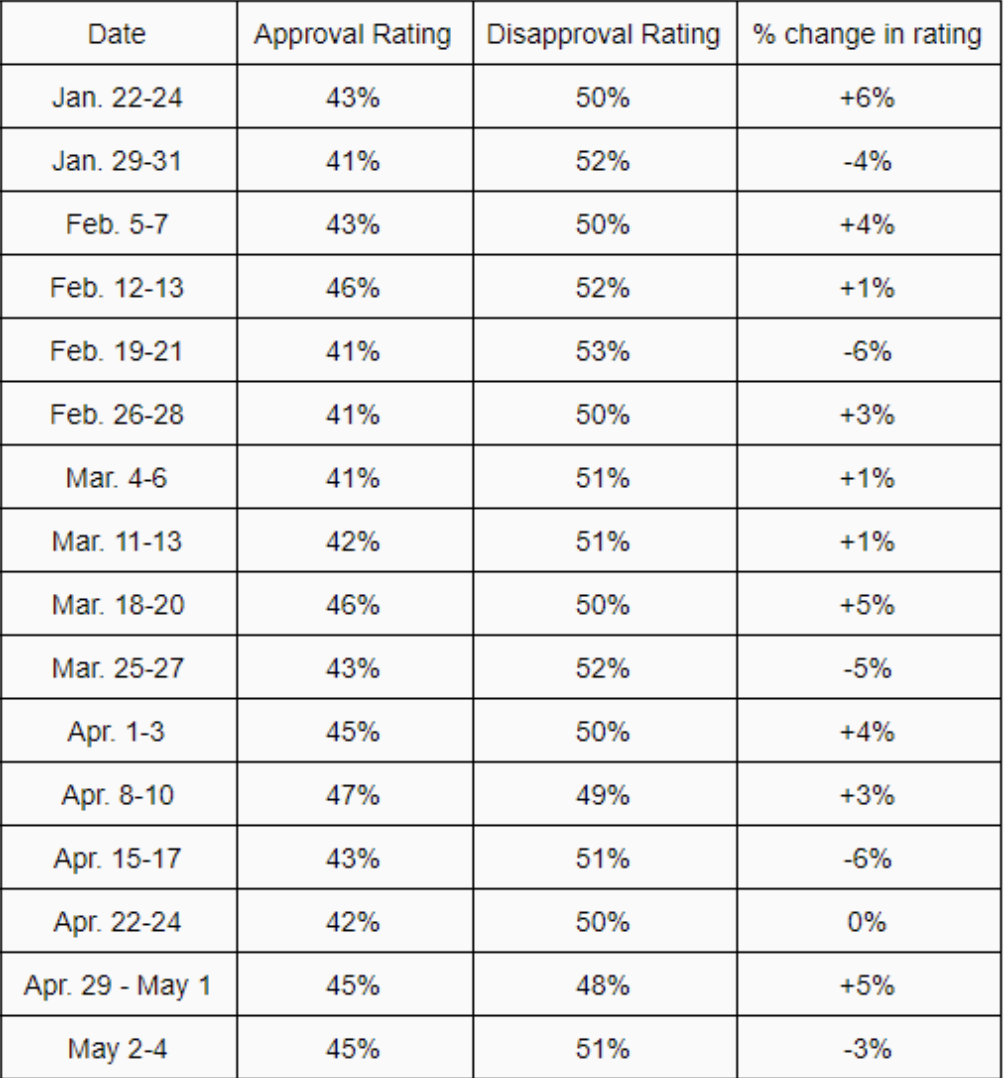 Date Approval Rating Disapproval Rating % change in rating
Jan. 22-24 43% 50% +6%
Jan. 29-31 41% 52% -4%
Feb. 5-7 43% 50% +4%
Feb. 12-13 46% 52% +1%
Feb. 19-21 41% 53% -6%
Feb. 26-28 41% 50% +3%
Mar. 4-6 41% 51% +1%
Mar. 11-13 42% 51% +1%
Mar. 18-20 46% 50% +5%
Mar. 25-27 43% 52% -5%
Apr. 1-3 45% 50% +4%
Apr. 8-10 47% 49% +3%
Apr. 15-17 43% 51% -6%
Apr. 22-24 42% 50% 0%
Apr. 29 - May 1 45% 48% +5%
May 2-4 45% 51% -3%